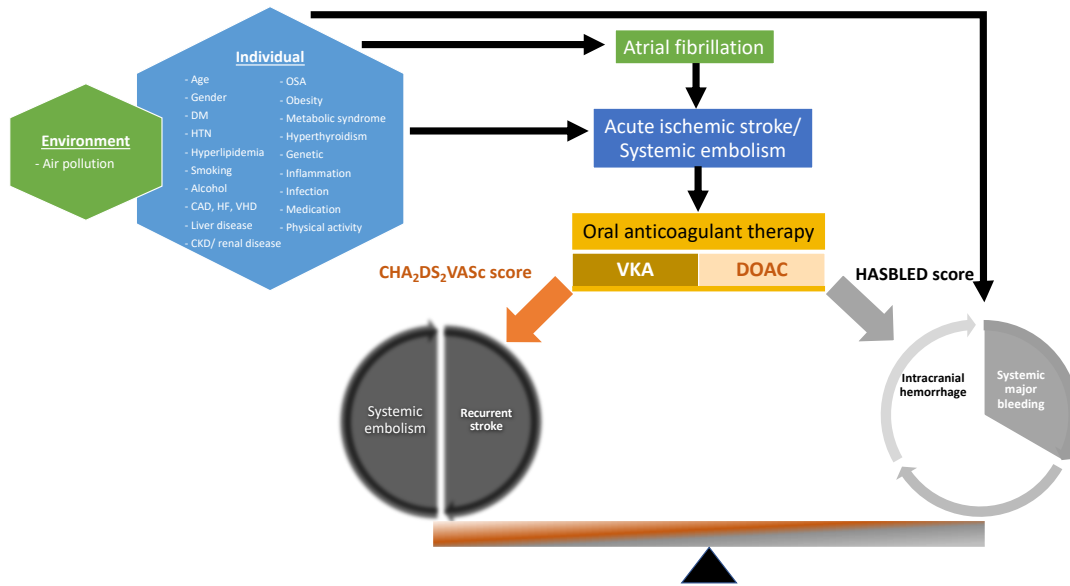 Environment
- Air pollution
Individual
- Age
- Gender
- DM
- HTN
- Hyperlipidemia
- Smoking
- Alcohol
- CAD, HF, VHD
- Liver disease
- CKD/ renal disease
- OSA
- Obesity
- Metabolic syndrome
- Hyperthyroidism
- Genetic
- Inflammation
- Infection
- Medication
- Physical activity
Atrial fibrillation
Acute ischemic stroke/
Systemic embolism
Oral anticoagulant therapy
VKA
DOAC
CHA₂DS₂VASc score
HASBLED score
Systemic
embolism
Recurrent
stroke
Intracranial
hemorrhage
Systemic
major
bleeding